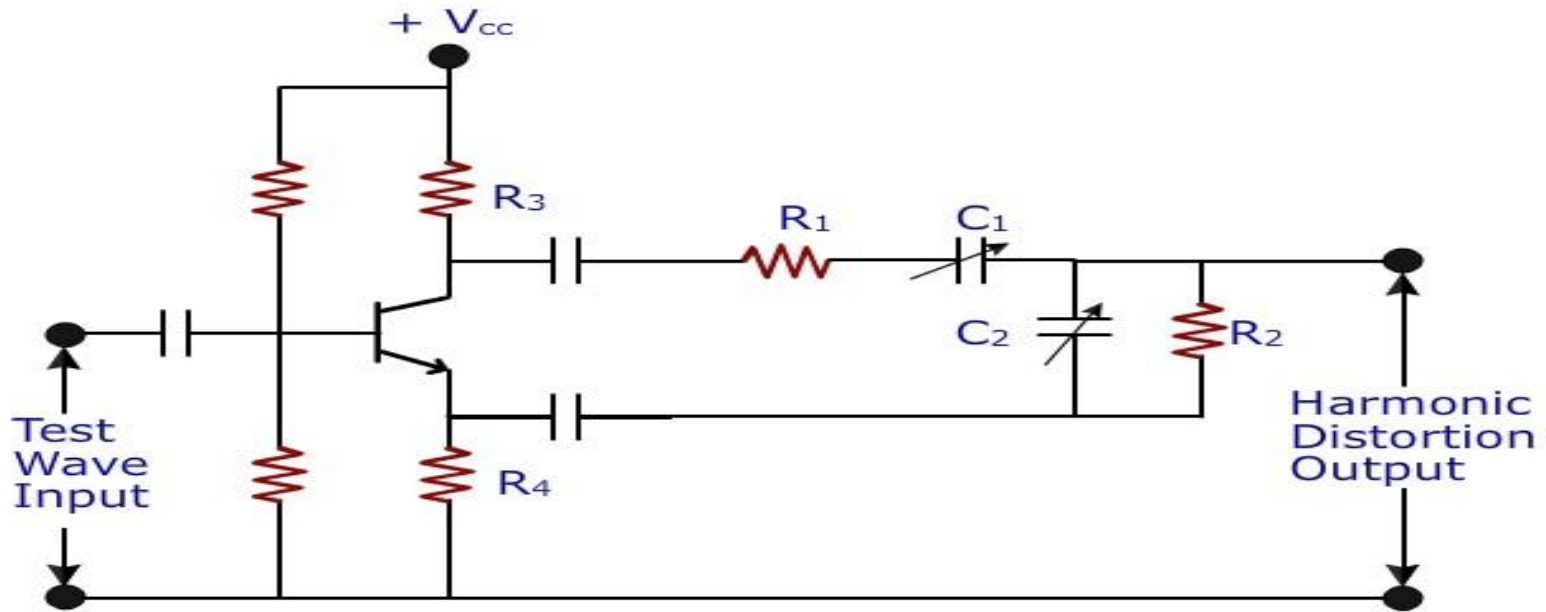 + Vcc
R3
R1
C1
C2
R2
Test
Wave
Input
R4
Harmonic
Distortion
Output